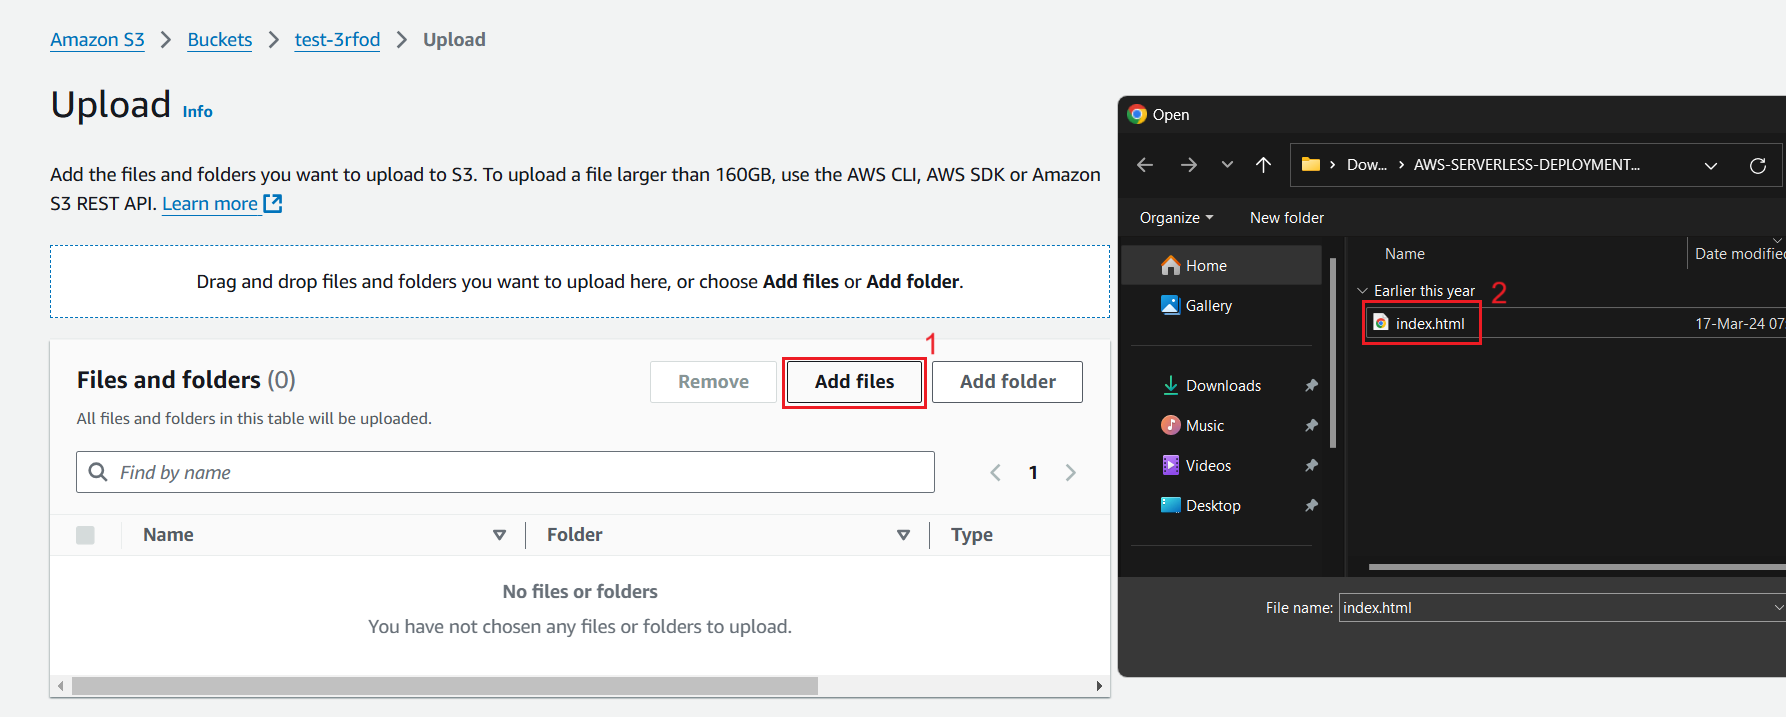 Amazon S3 > Buckets > test-3rfod > Upload
Upload Info
Add the files and folders you want to upload to S3. To upload a file larger than 160GB, use the AWS CLI, AWS SDK or Amazon
S3 REST API. Learn more
Drag and drop files and folders you want to upload here, or choose Add files or Add folder.
1
Files and folders (0)
Remove
Add files
Add folder
All files and folders in this table will be uploaded.
Find by name
1
Name
Folder
Type
No files or folders
You have not chosen any files or folders to upload.
Open
Dow... > AWS-SERVERLESS-DEPLOYMENT...
Organize
New folder
Home
Gallery
Downloads
Music
Videos
Desktop
Name
Date
Earlier this year
2
index.html
17-Mar-24
File name: index.html